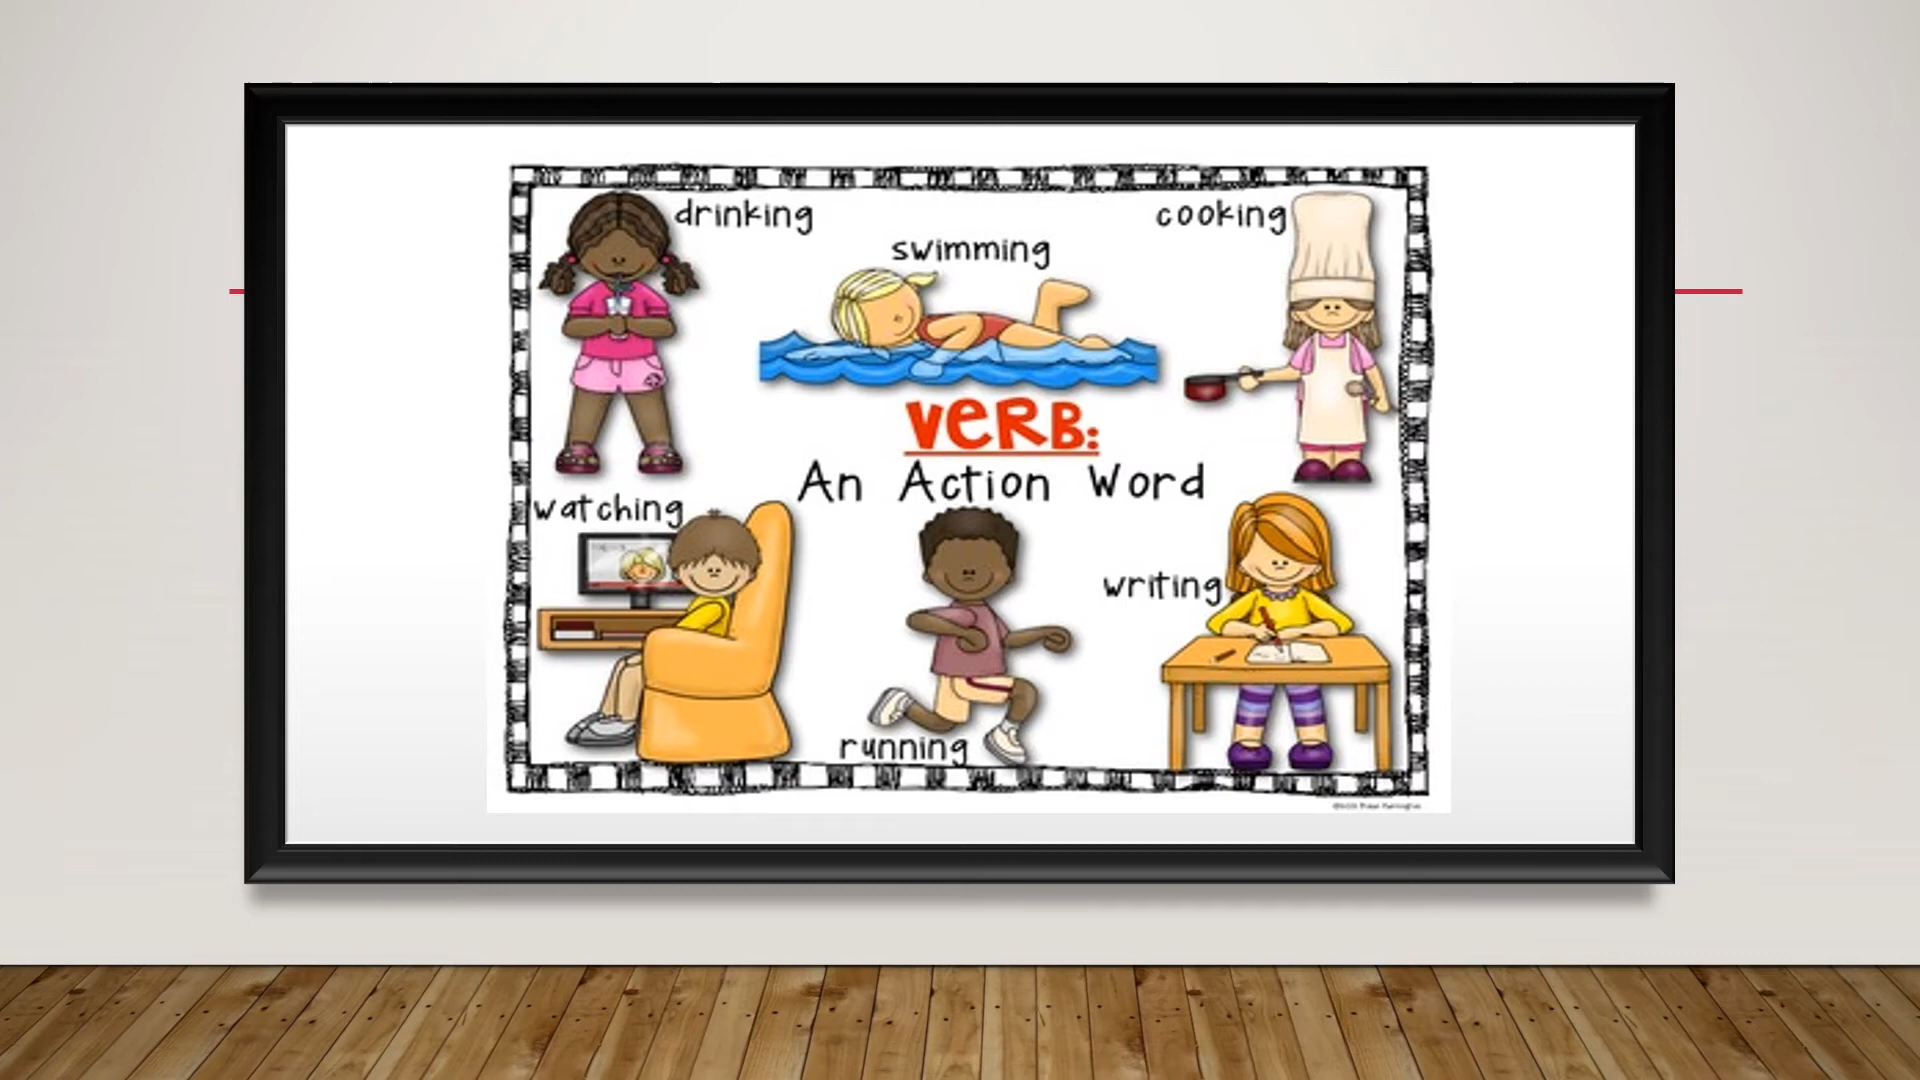 drinking
cooking
swimming
VERB:
An Action Word
watching
writing
running